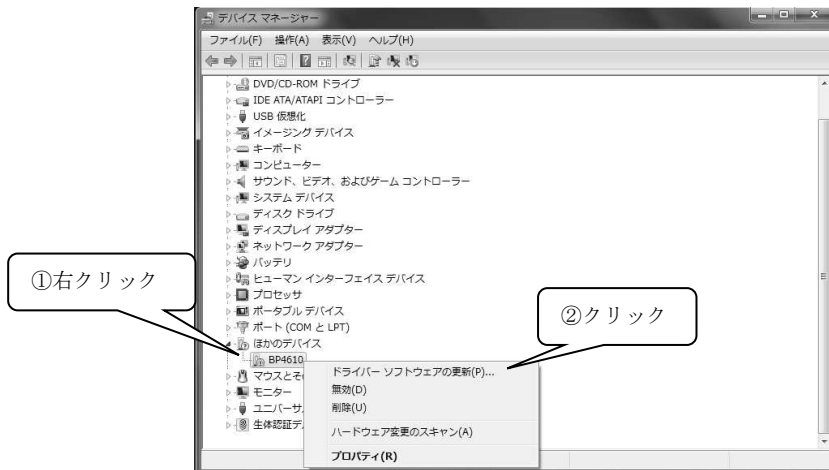 デバイス マネージャー
ファイル(F) 操作(A) 表示(V) ヘルプ(H)
DVD/CD-ROM ドライブ
IDE ATA/ATAPI コントローラー
USB 仮想化
イメージング デバイス
キーボード
コンピューター
サウンド、ビデオ、およびゲーム コントローラー
システム デバイス
ディスク ドライブ
ディスプレイ アダプター
ネットワーク アダプター
バッテリ
ヒューマン インターフェイス デバイス
プロセッサ
ポータブル デバイス
ポート (COM と LPT)
ほかのデバイス
BP4610
マウスとそ
モニター
ユニバーサ
生体認証デ
①右クリック
②クリック
ドライバー ソフトウェアの更新(P)...
無効(D)
削除(U)
ハードウェア変更のスキャン(A)
プロパティ(R)